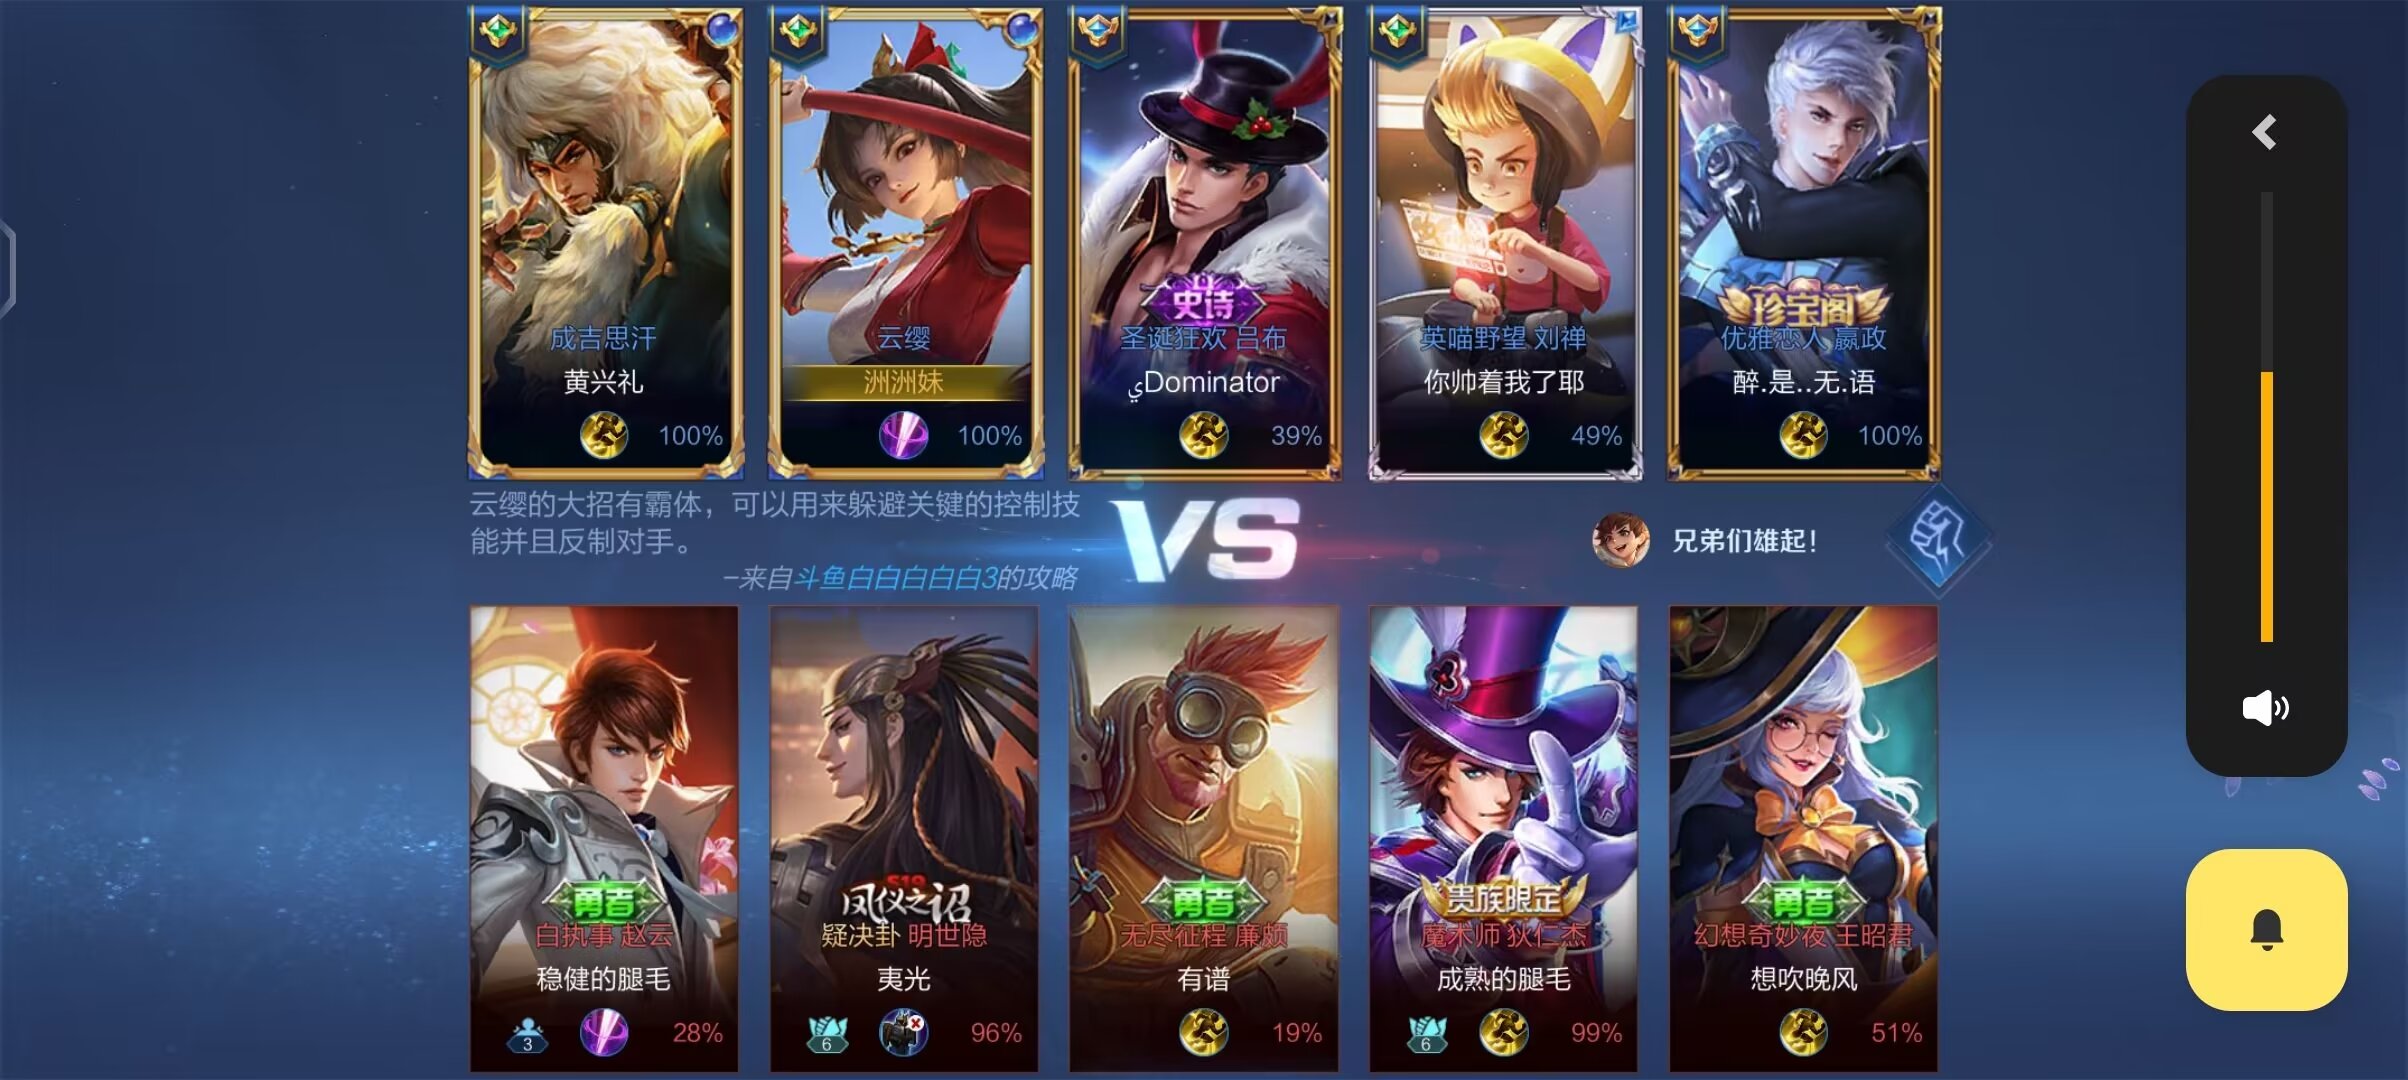 史诗
珍宝阁
成吉思汗
云缨
圣诞狂欢 吕布
英喵野望 刘禅
优雅恋人 嬴政
黄兴礼
洲洲妹
يDominator
你帅着我了耶
醉.是..无.语
100%
100%
39%
49%
100%
云缨的大招有霸体，可以用来躲避关键的控制技
能并且反制对手。
–来自斗鱼白白白白白3的攻略
VS
兄弟们雄起！
勇者
S19
凤仪之诏
勇者
贵族限定
勇者
白执事 赵云
疑决卦 明世隐
无尽征程 廉颇
魔术师 狄仁杰
幻想奇妙夜 王昭君
稳健的腿毛
夷光
有谱
成熟的腿毛
想吹晚风
3
28%
6
96%
19%
6
99%
51%